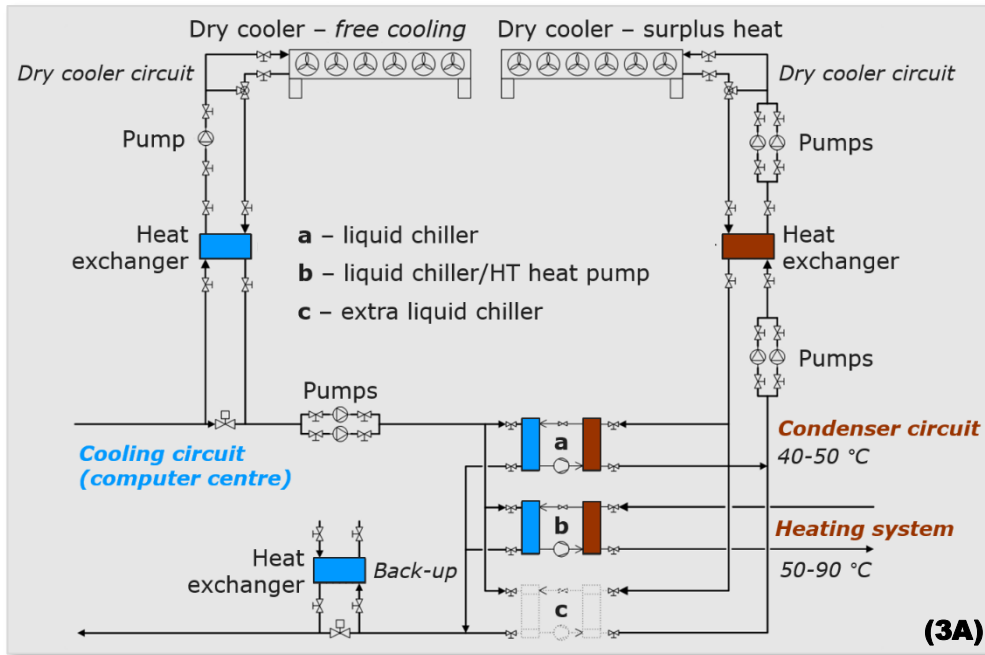 Dry cooler – free cooling
Dry cooler – surplus heat
Dry cooler circuit
Dry cooler circuit
Pump
Pumps
Heat
exchanger
a – liquid chiller
b – liquid chiller/HT heat pump
c – extra liquid chiller
Heat
exchanger
Pumps
Pumps
Cooling circuit
(computer centre)
a
Condenser circuit
40-50 °C
b
Heating system
50-90 °C
Heat
exchanger
Back-up
c
(3A)